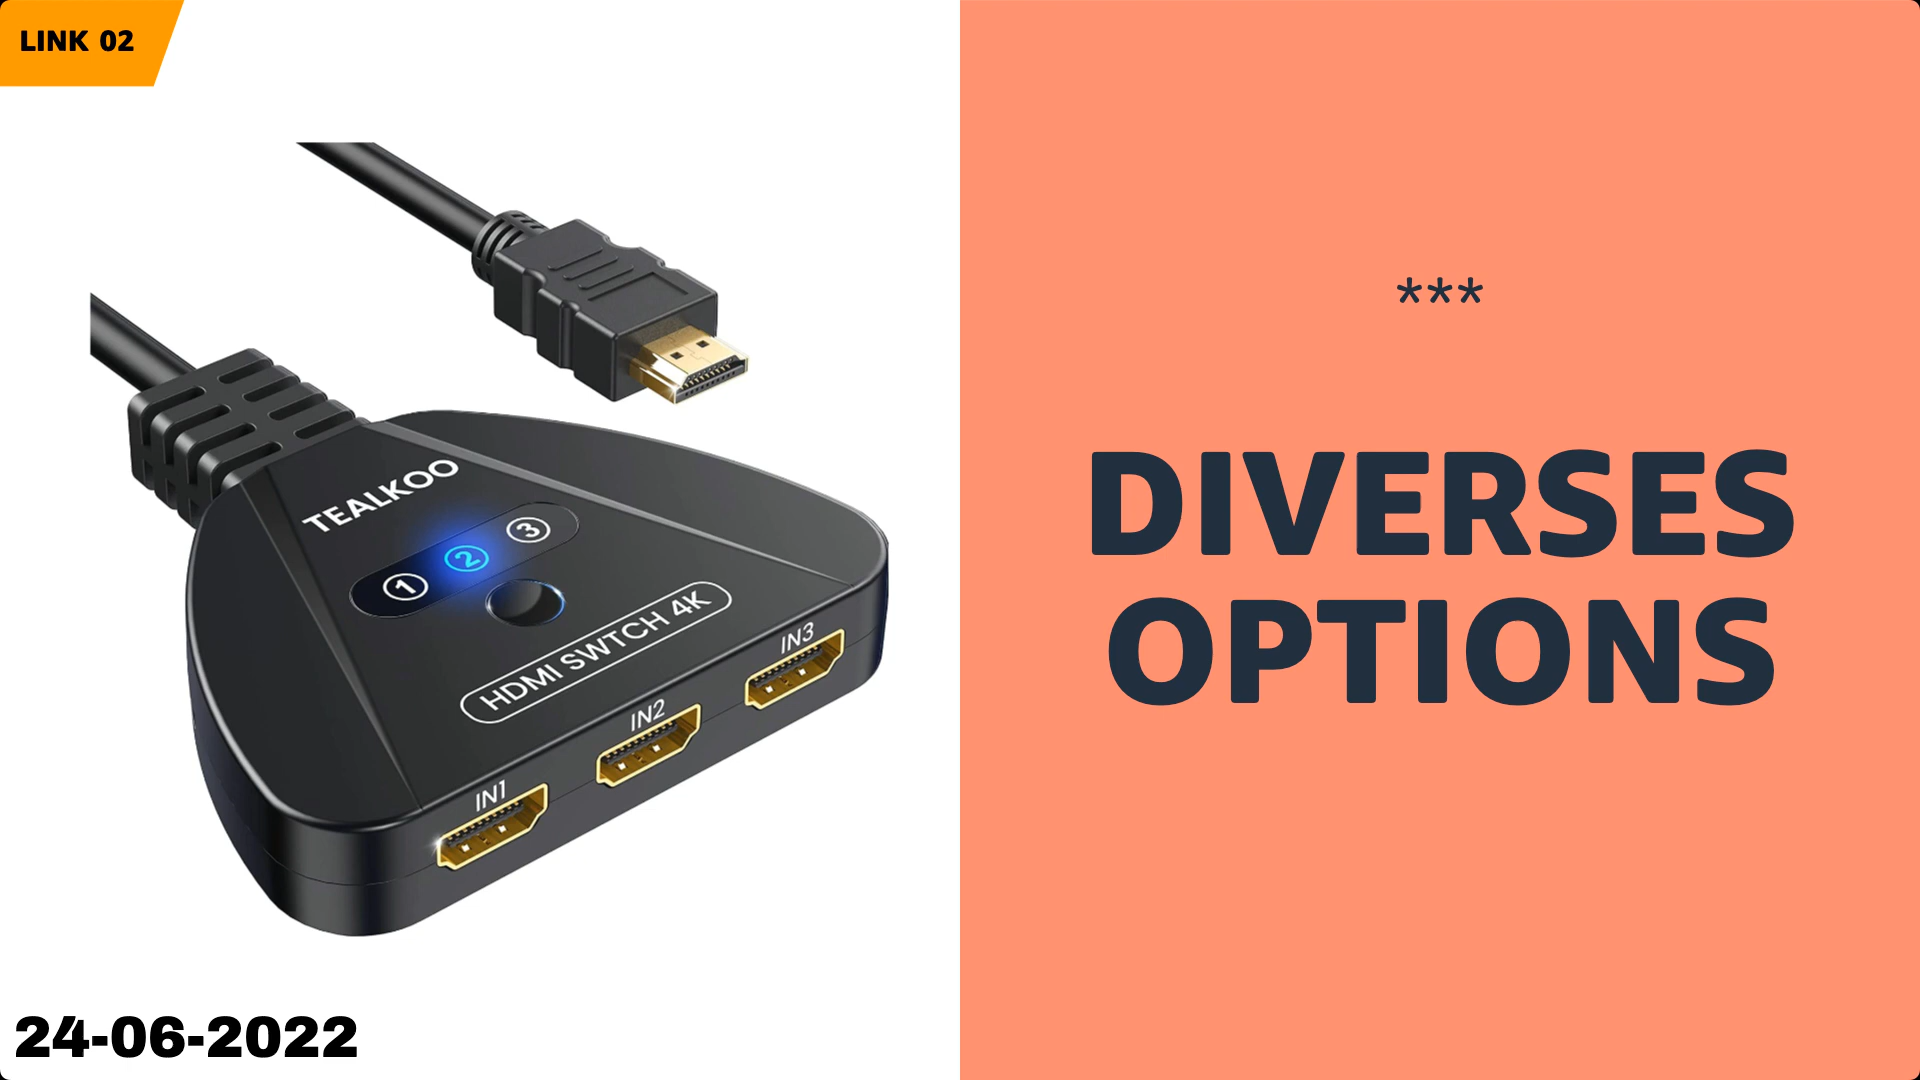 LINK 02
TEALKOO
1 2 3
HDMI SWTCH 4K
IN1
IN2
IN3
24-06-2022
***
DIVERSES
OPTIONS